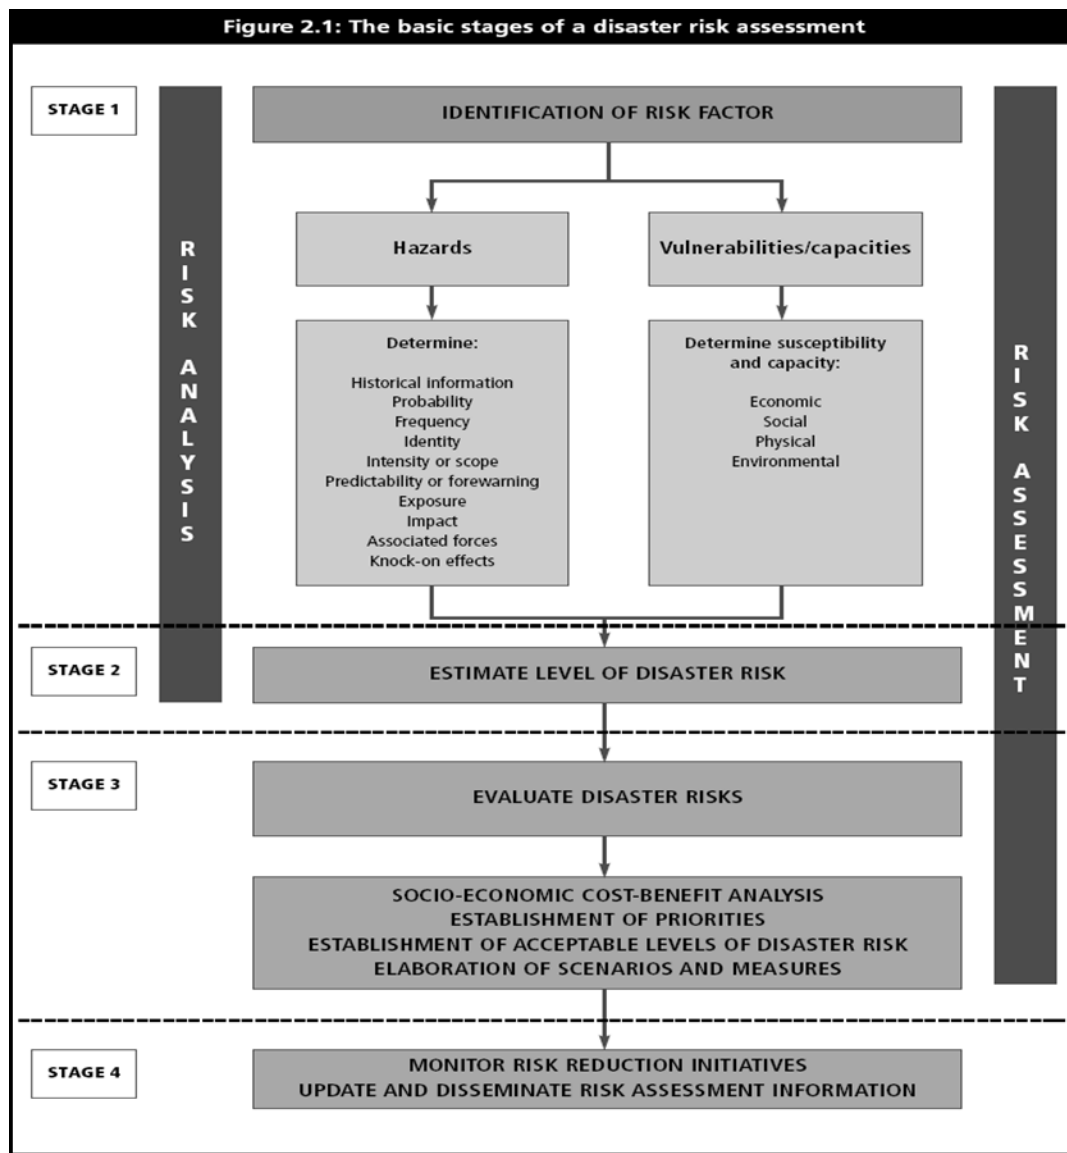 Figure 2.1: The basic stages of a disaster risk assessment
STAGE 1
RISK ANALYSIS
IDENTIFICATION OF RISK FACTOR
RISK ASSESSMENT
Hazards
Vulnerabilities/capacities
Determine:
Historical information
Probability
Frequency
Identity
Intensity or scope
Predictability or forewarning
Exposure
Impact
Associated forces
Knock-on effects
Determine susceptibility
and capacity:
Economic
Social
Physical
Environmental
STAGE 2
ESTIMATE LEVEL OF DISASTER RISK
STAGE 3
EVALUATE DISASTER RISKS
SOCIO-ECONOMIC COST-BENEFIT ANALYSIS
ESTABLISHMENT OF PRIORITIES
ESTABLISHMENT OF ACCEPTABLE LEVELS OF DISASTER RISK
ELABORATION OF SCENARIOS AND MEASURES
STAGE 4
MONITOR RISK REDUCTION INITIATIVES
UPDATE AND DISSEMINATE RISK ASSESSMENT INFORMATION